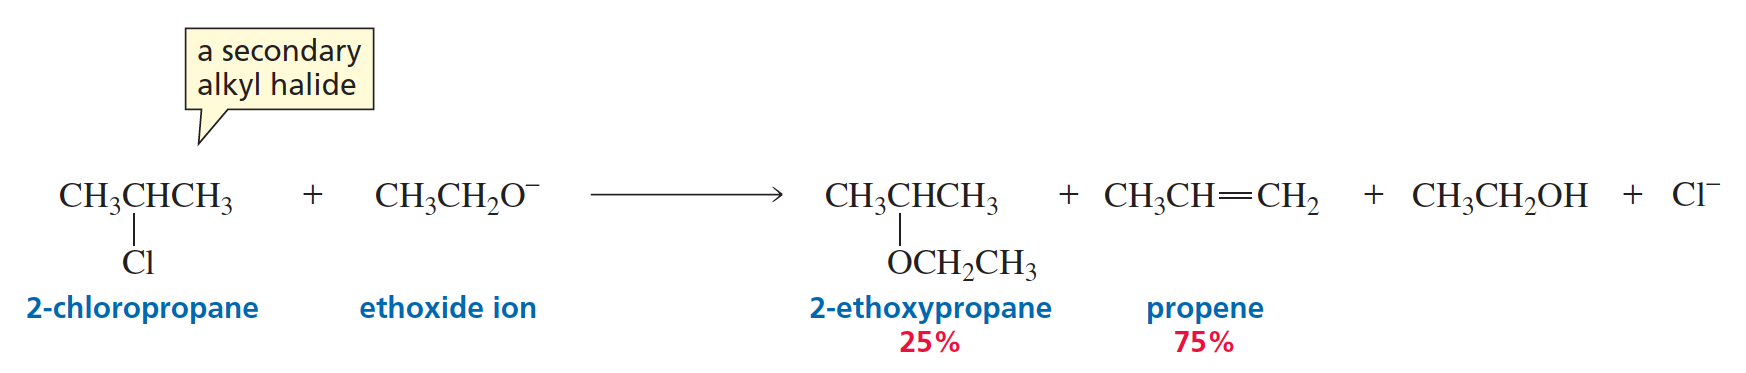 a secondary
alkyl halide
CH₃CHCH₃ + CH₃CH₂O⁻ ⟶ CH₃CHCH₃ + CH₃CH=CH₂ + CH₃CH₂OH + Cl⁻
Cl OCH₂CH₃
2-chloropropane ethoxide ion 2-ethoxypropane propene
25% 75%